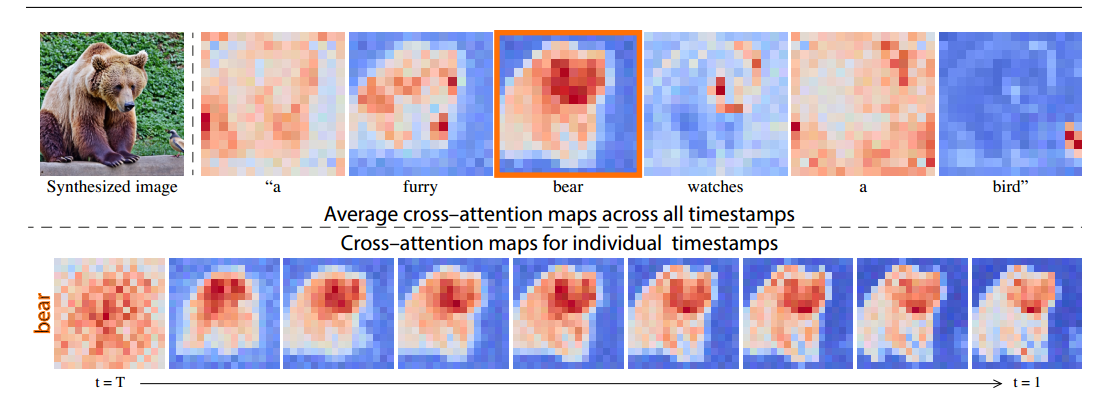 Synthesized image
“a
furry
bear
watches
a
bird”
Average cross–attention maps across all timestamps
Cross–attention maps for individual timestamps
bear
t = T
t = 1